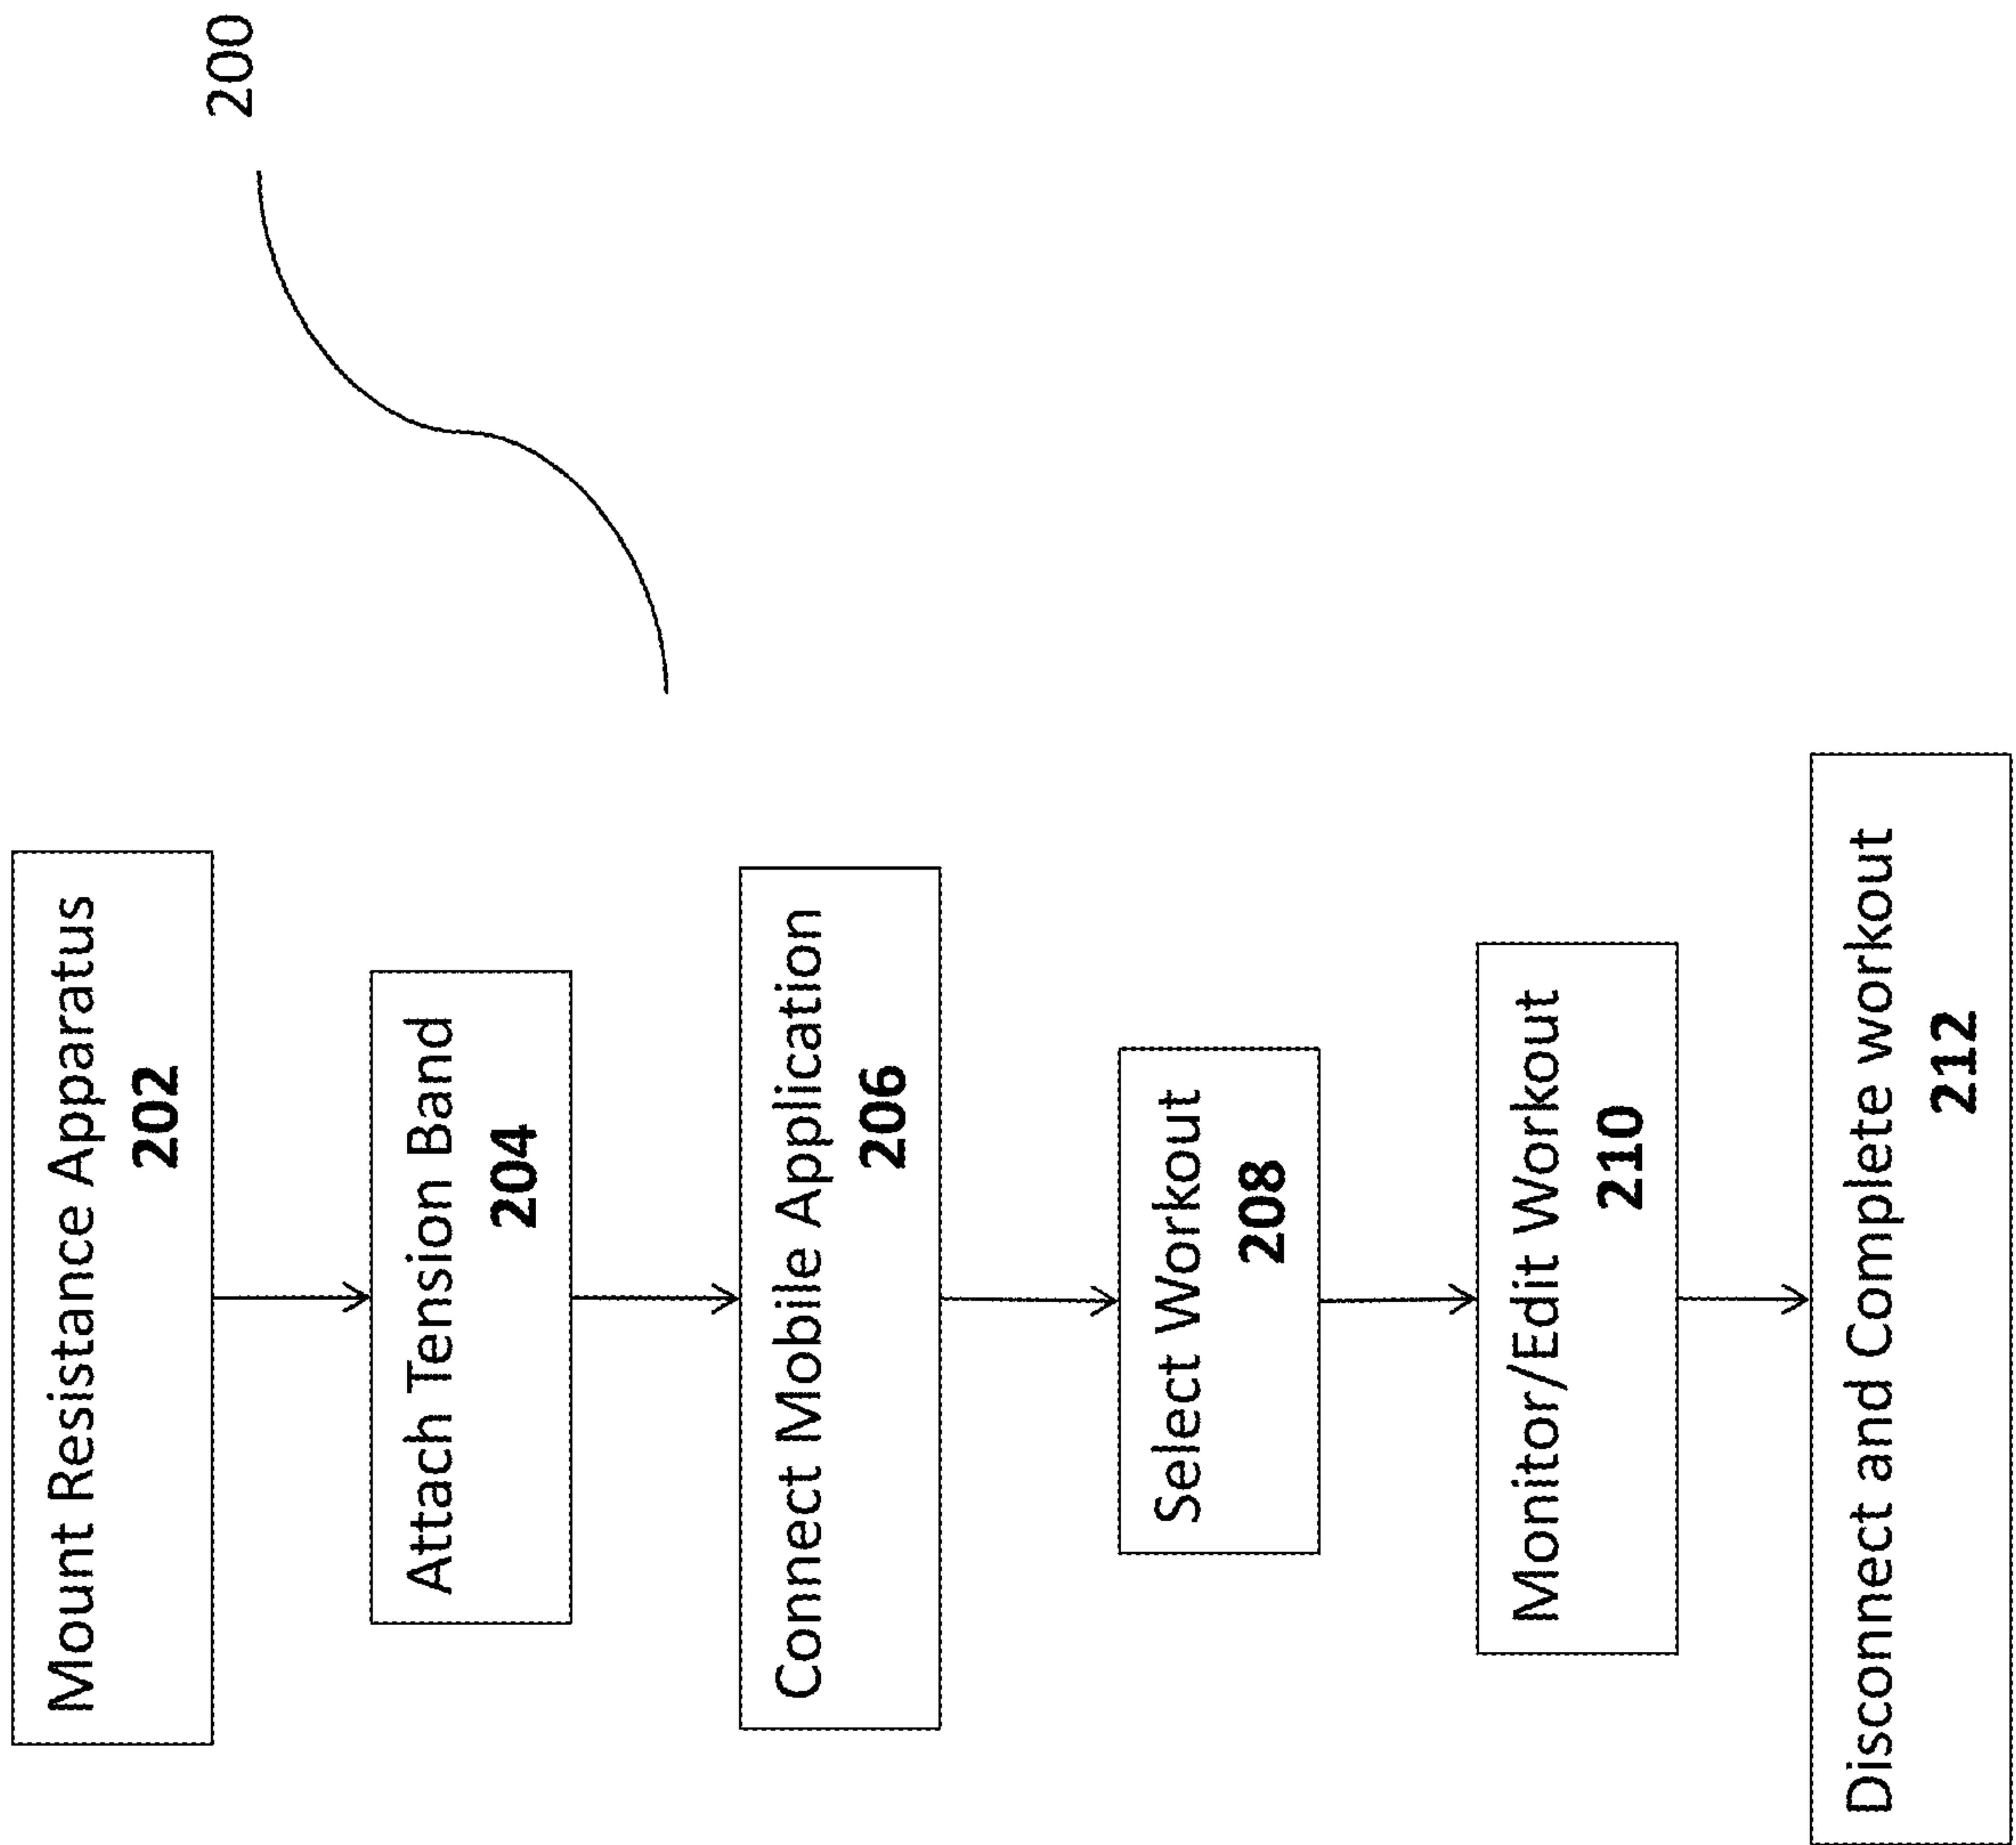 200
Mount Resistance Apparatus
202
Attach Tension Band
204
Connect Mobile Application
206
Select Workout
208
Monitor/Edit Workout
210
Disconnect and Complete workout
212